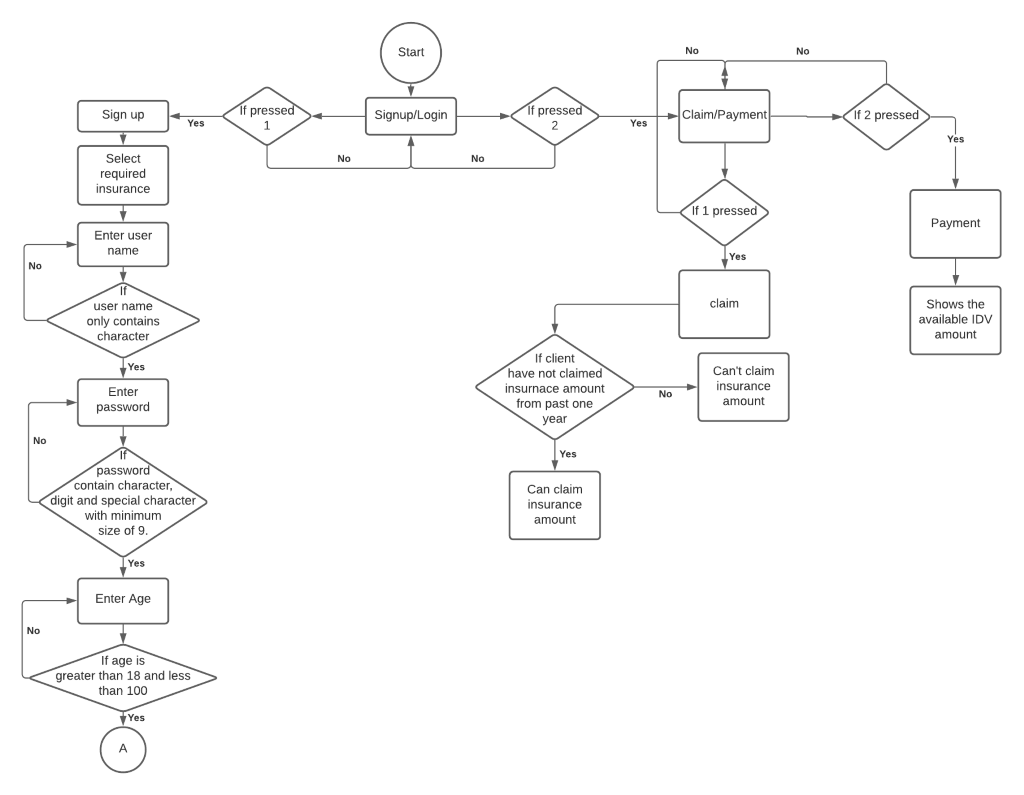 Start
Signup/Login
If pressed
1
Yes
No
If pressed
2
No
Yes
Sign up
Select
required
insurance
Enter user
name
No
If
user name
only contains
character
Yes
Enter
password
No
If
password
contain character,
digit and special character
with minimum
size of 9.
Yes
Enter Age
No
If age is
greater than 18 and less
than 100
Yes
A
No
No
Claim/Payment
If 2 pressed
Yes
If 1 pressed
Yes
Payment
Shows the
available IDV
amount
claim
If client
have not claimed
insurnace amount
from past one
year
No
Can't claim
insurance
amount
Yes
Can claim
insurance
amount